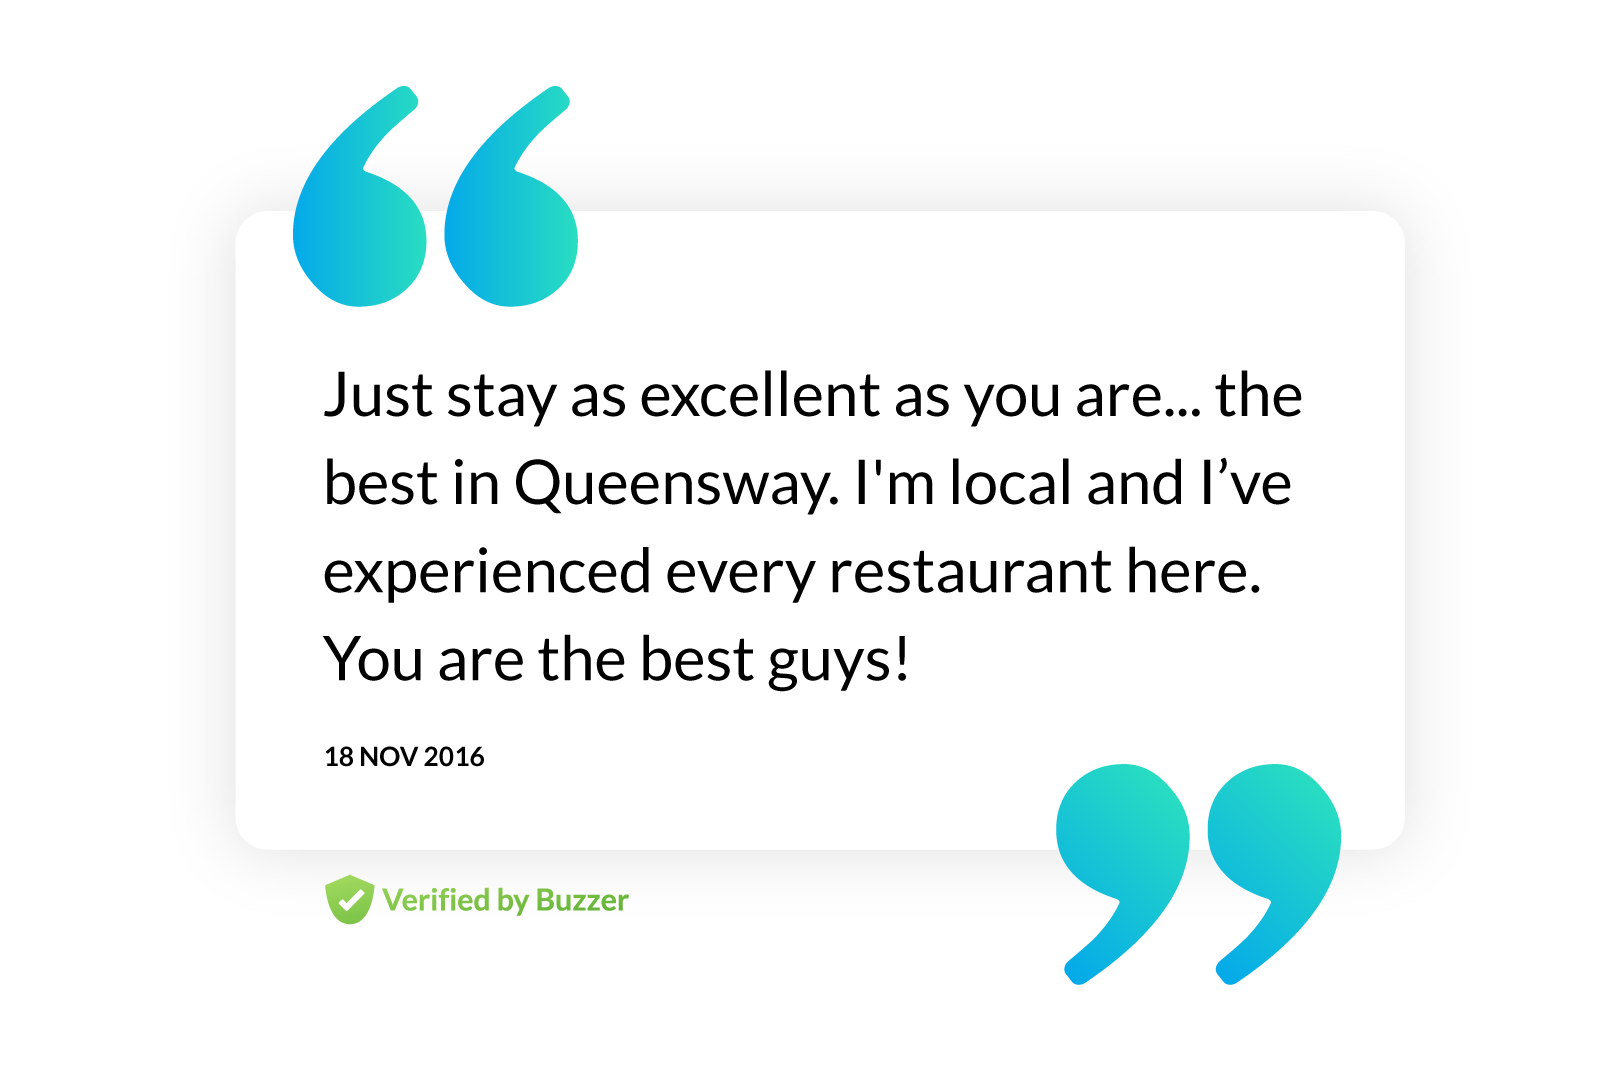 Just stay as excellent as you are... the
best in Queensway. I'm local and I’ve
experienced every restaurant here.
You are the best guys!
18 NOV 2016
Verified by Buzzer